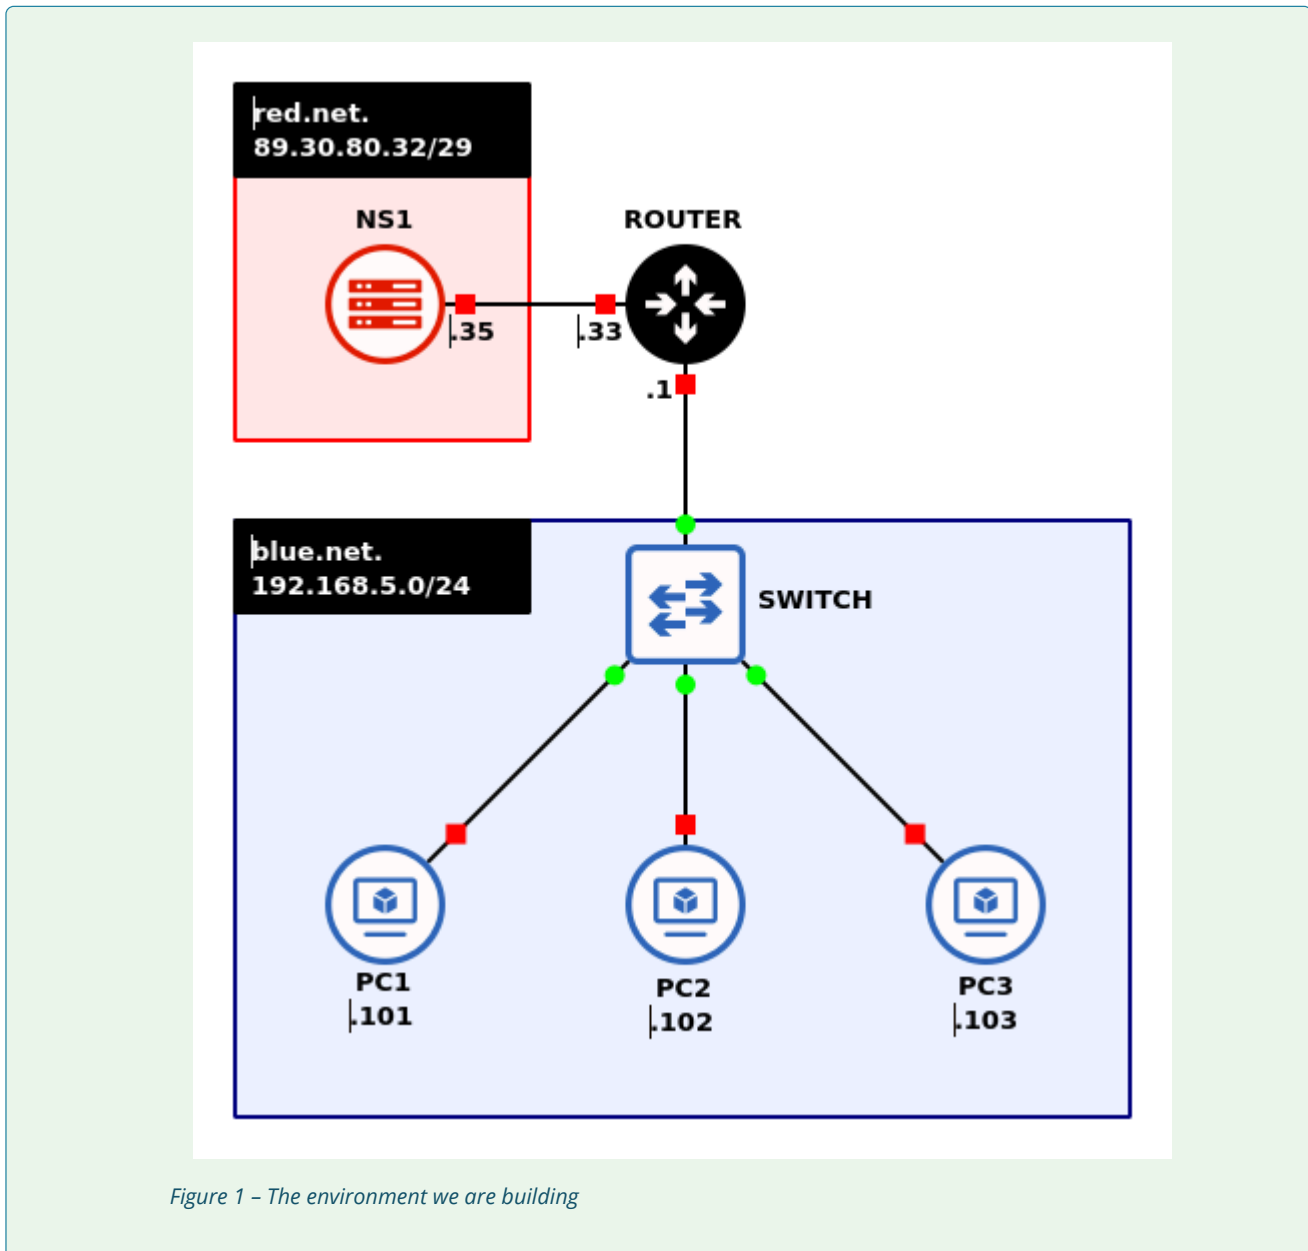 red.net.
89.30.80.32/29
NS1
ROUTER
.35
.33
.1
blue.net.
192.168.5.0/24
SWITCH
PC1
.101
PC2
.102
PC3
.103
Figure 1 – The environment we are building